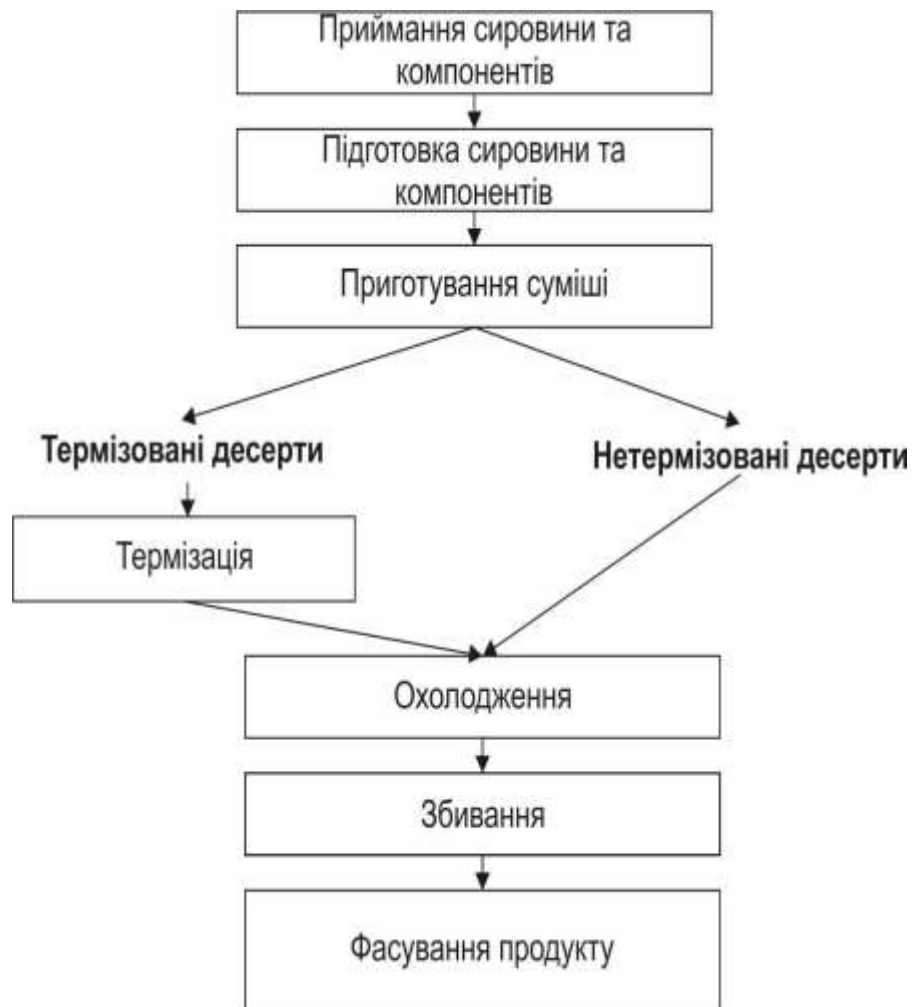 Приймання сировини та
компонентів
Підготовка сировини та
компонентів
Приготування суміші
Термізовані десерти
Нетермізовані десерти
Термізація
Охолодження
Збивання
Фасування продукту